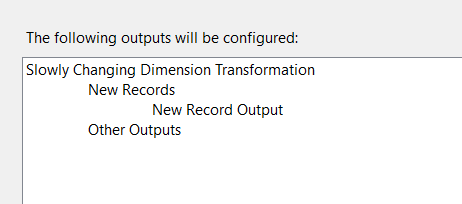 The following outputs will be configured:
Slowly Changing Dimension Transformation
New Records
New Record Output
Other Outputs